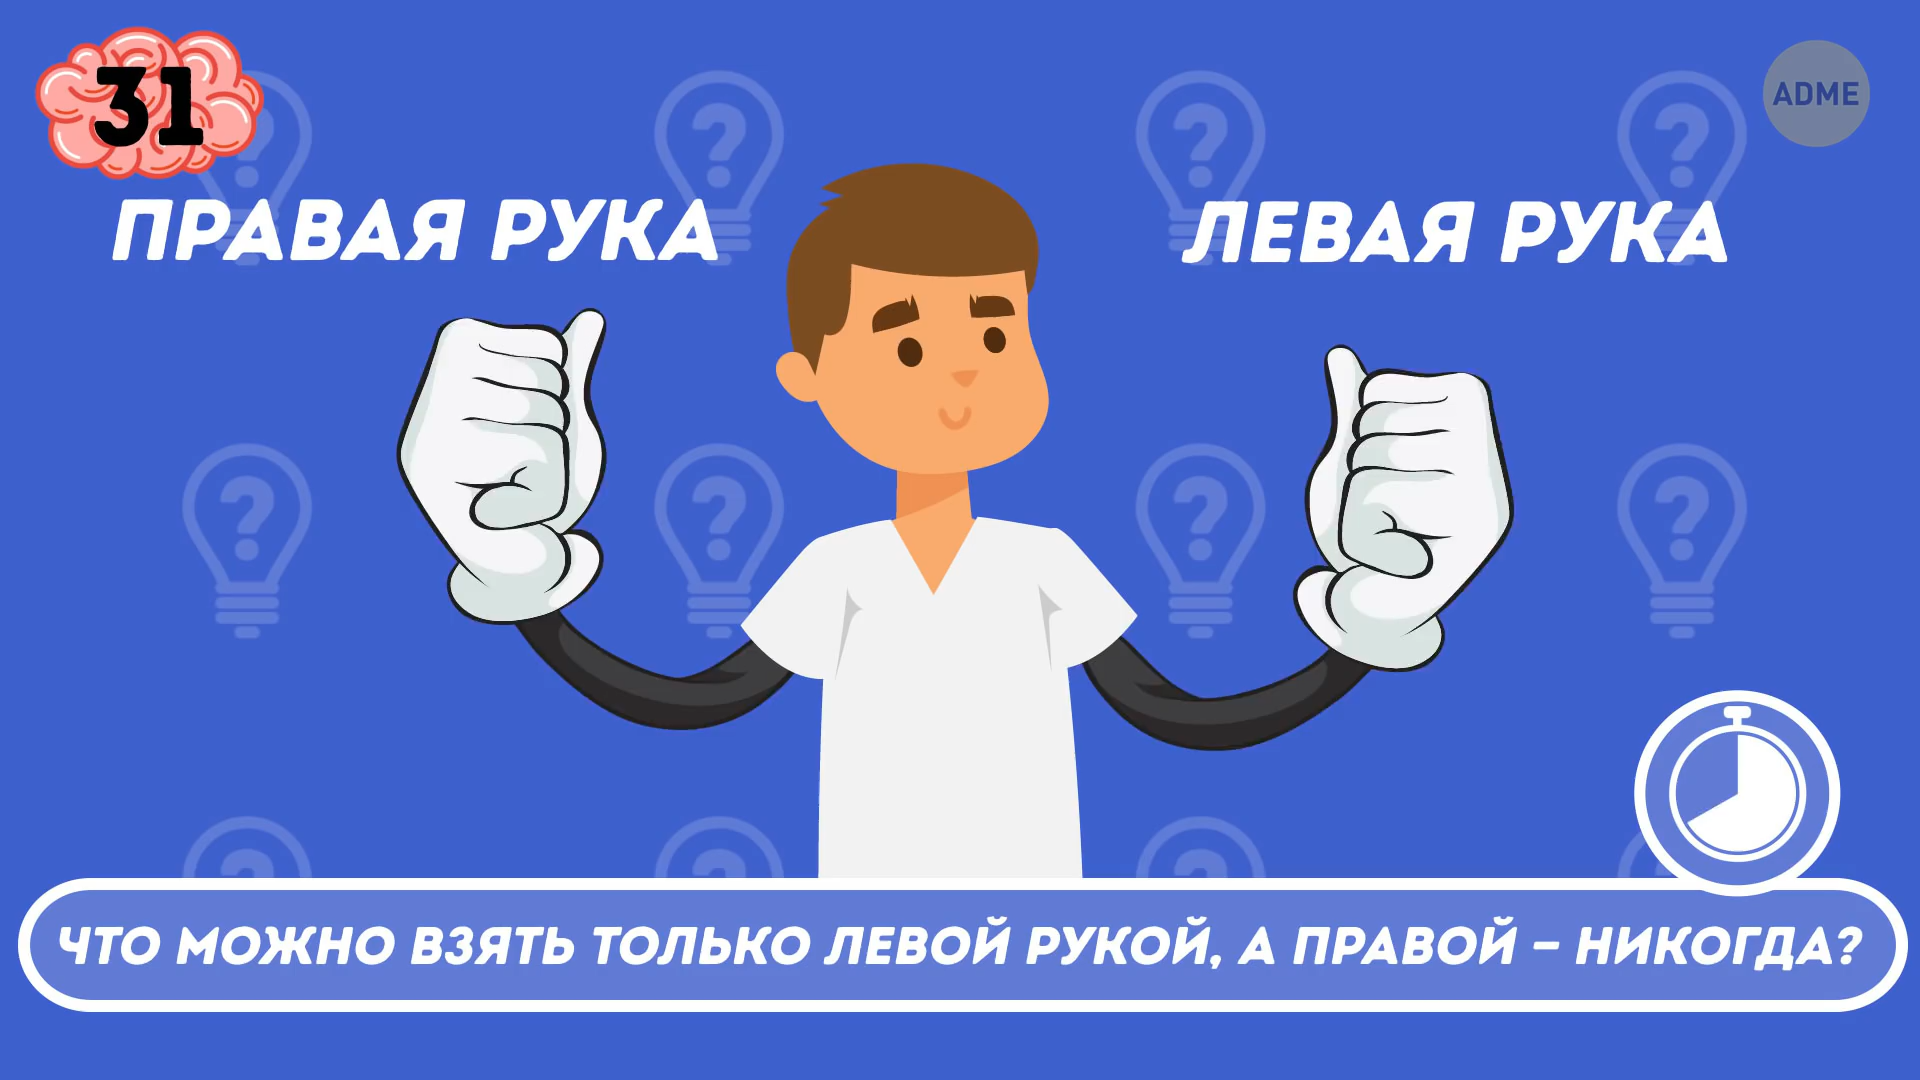 31
ADME
ПРАВАЯ РУКА
ЛЕВАЯ РУКА
ЧТО МОЖНО ВЗЯТЬ ТОЛЬКО ЛЕВОЙ РУКОЙ, А ПРАВОЙ – НИКОГДА?